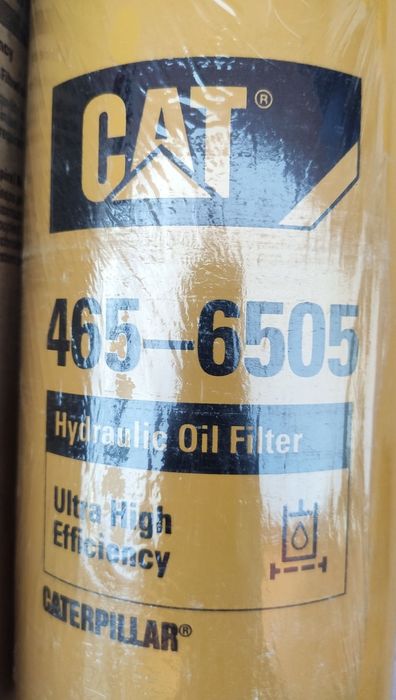 CAT®
465-6505
Hydraulic Oil Filter
Ultra High
Efficiency
CATERPILLAR®